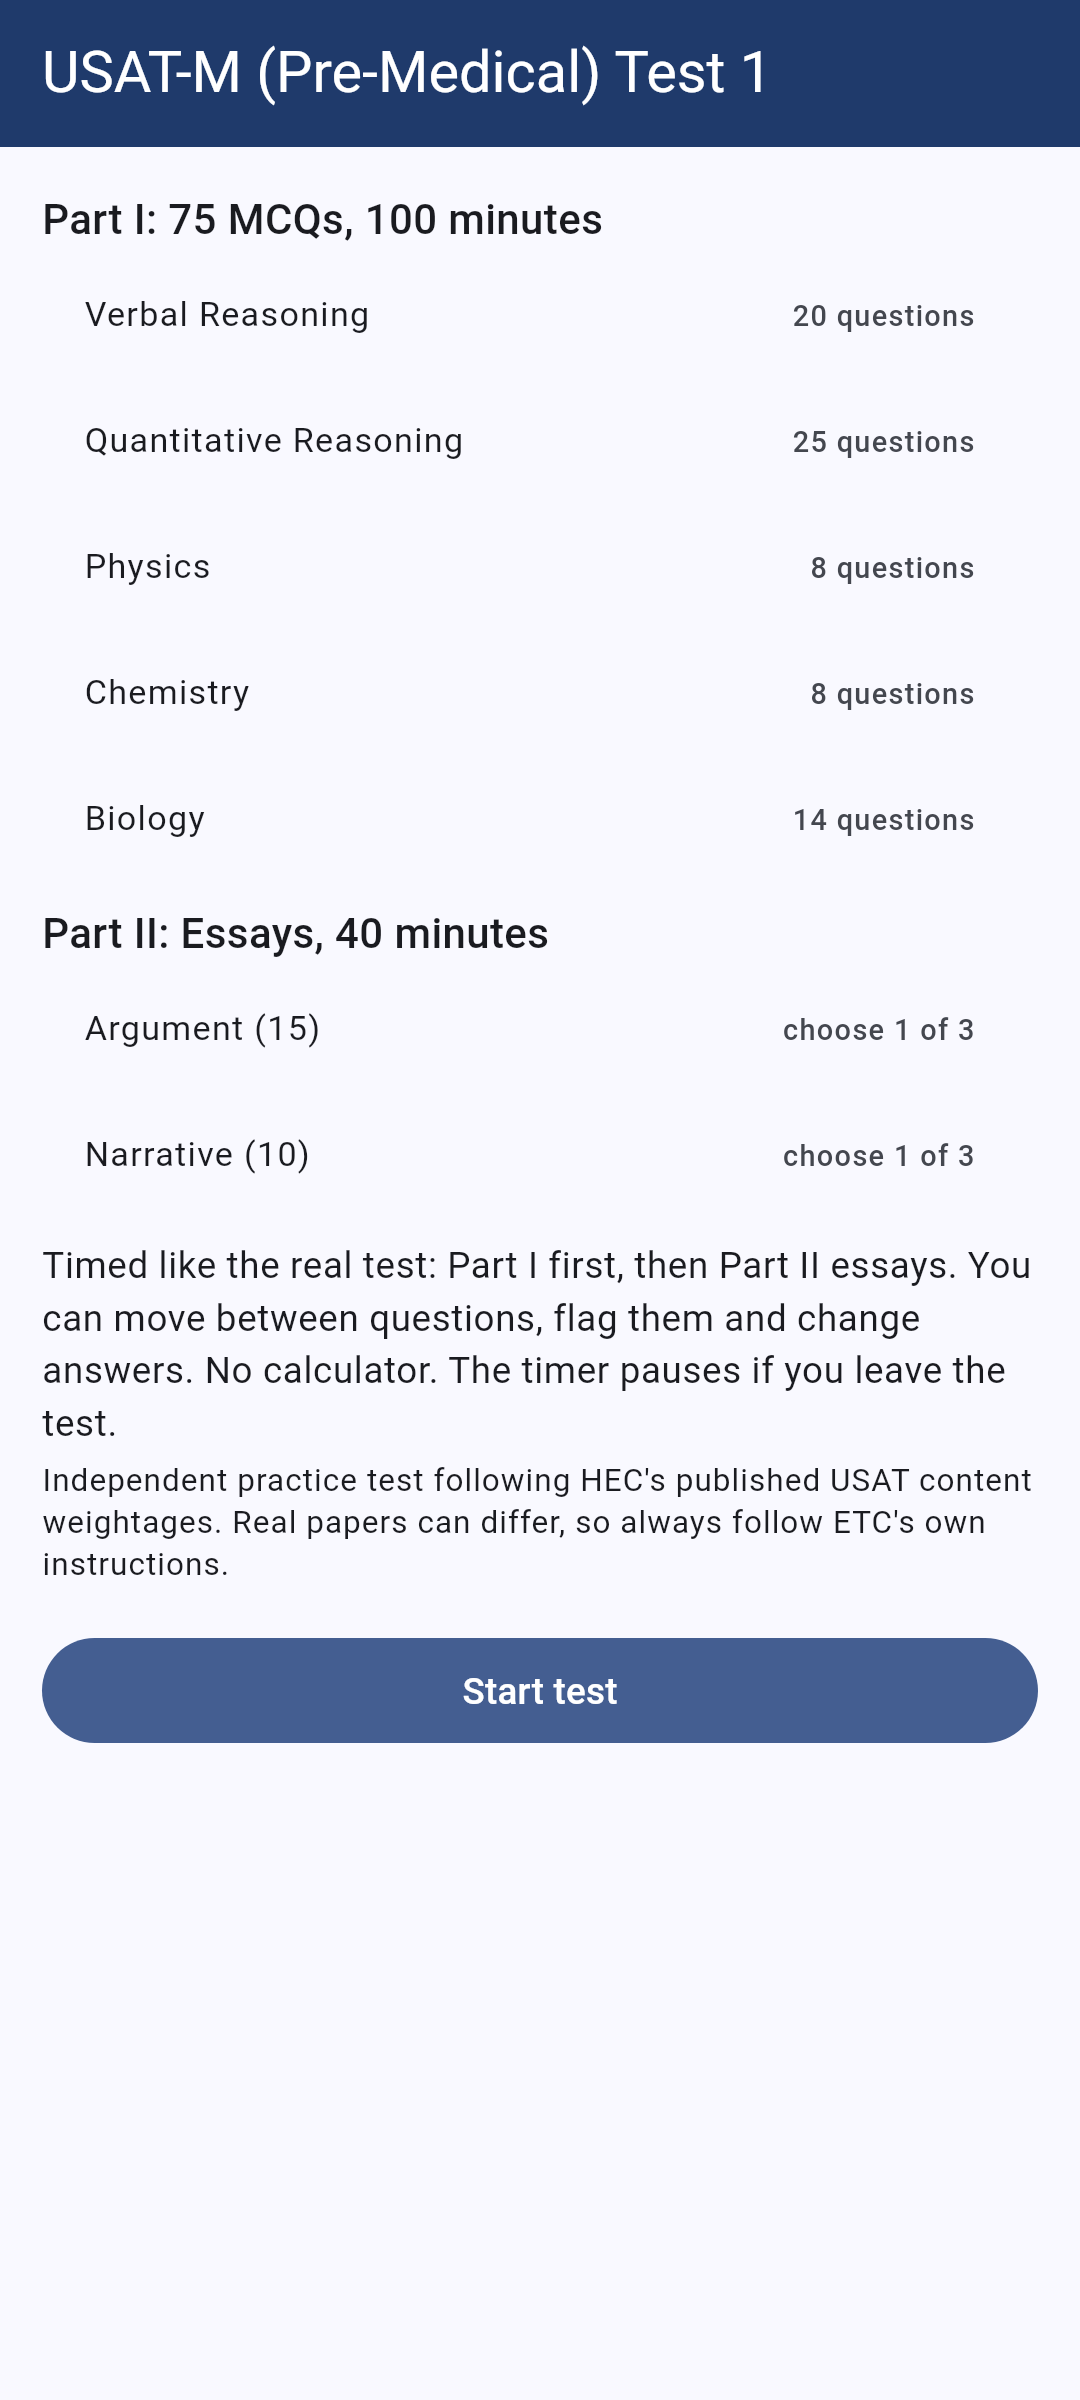 USAT-M (Pre-Medical) Test 1
Part I: 75 MCQs, 100 minutes
Verbal Reasoning 20 questions
Quantitative Reasoning 25 questions
Physics 8 questions
Chemistry 8 questions
Biology 14 questions
Part II: Essays, 40 minutes
Argument (15) choose 1 of 3
Narrative (10) choose 1 of 3
Timed like the real test: Part I first, then Part II essays. You
can move between questions, flag them and change
answers. No calculator. The timer pauses if you leave the
test.
Independent practice test following HEC's published USAT content
weightages. Real papers can differ, so always follow ETC's own
instructions.
Start test